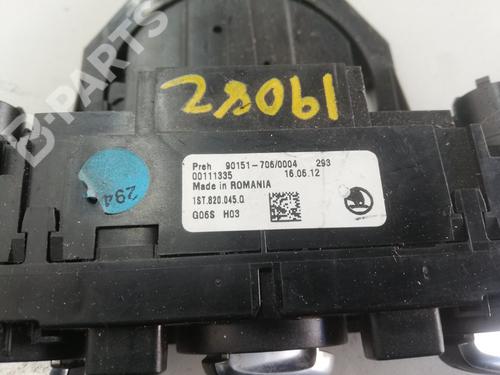 B-PARTS
19062
Preh 90151-706/0004 293
00111335 16.06.12
Made in ROMANIA
1ST.820.045.Q
G06S H03
294